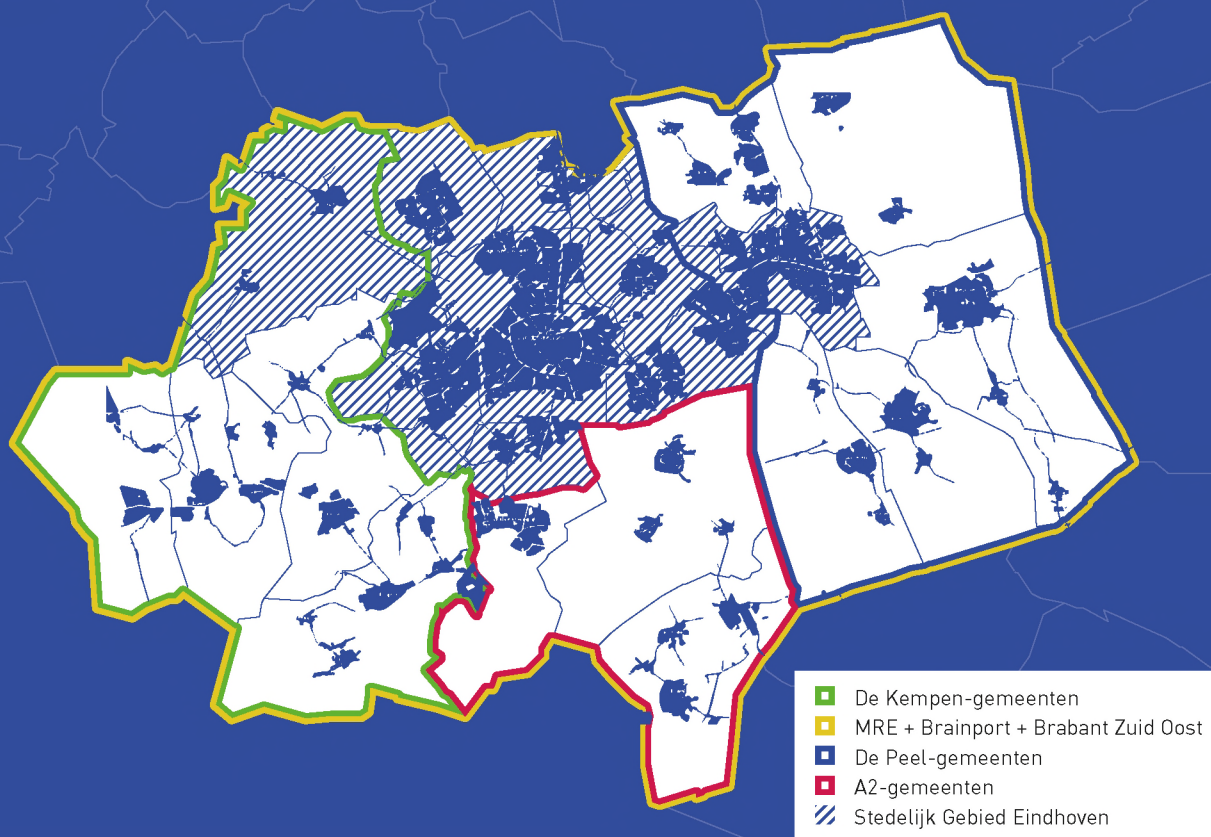 De Kempen-gemeenten
MRE + Brainport + Brabant Zuid Oost
De Peel-gemeenten
A2-gemeenten
Stedelijk Gebied Eindhoven